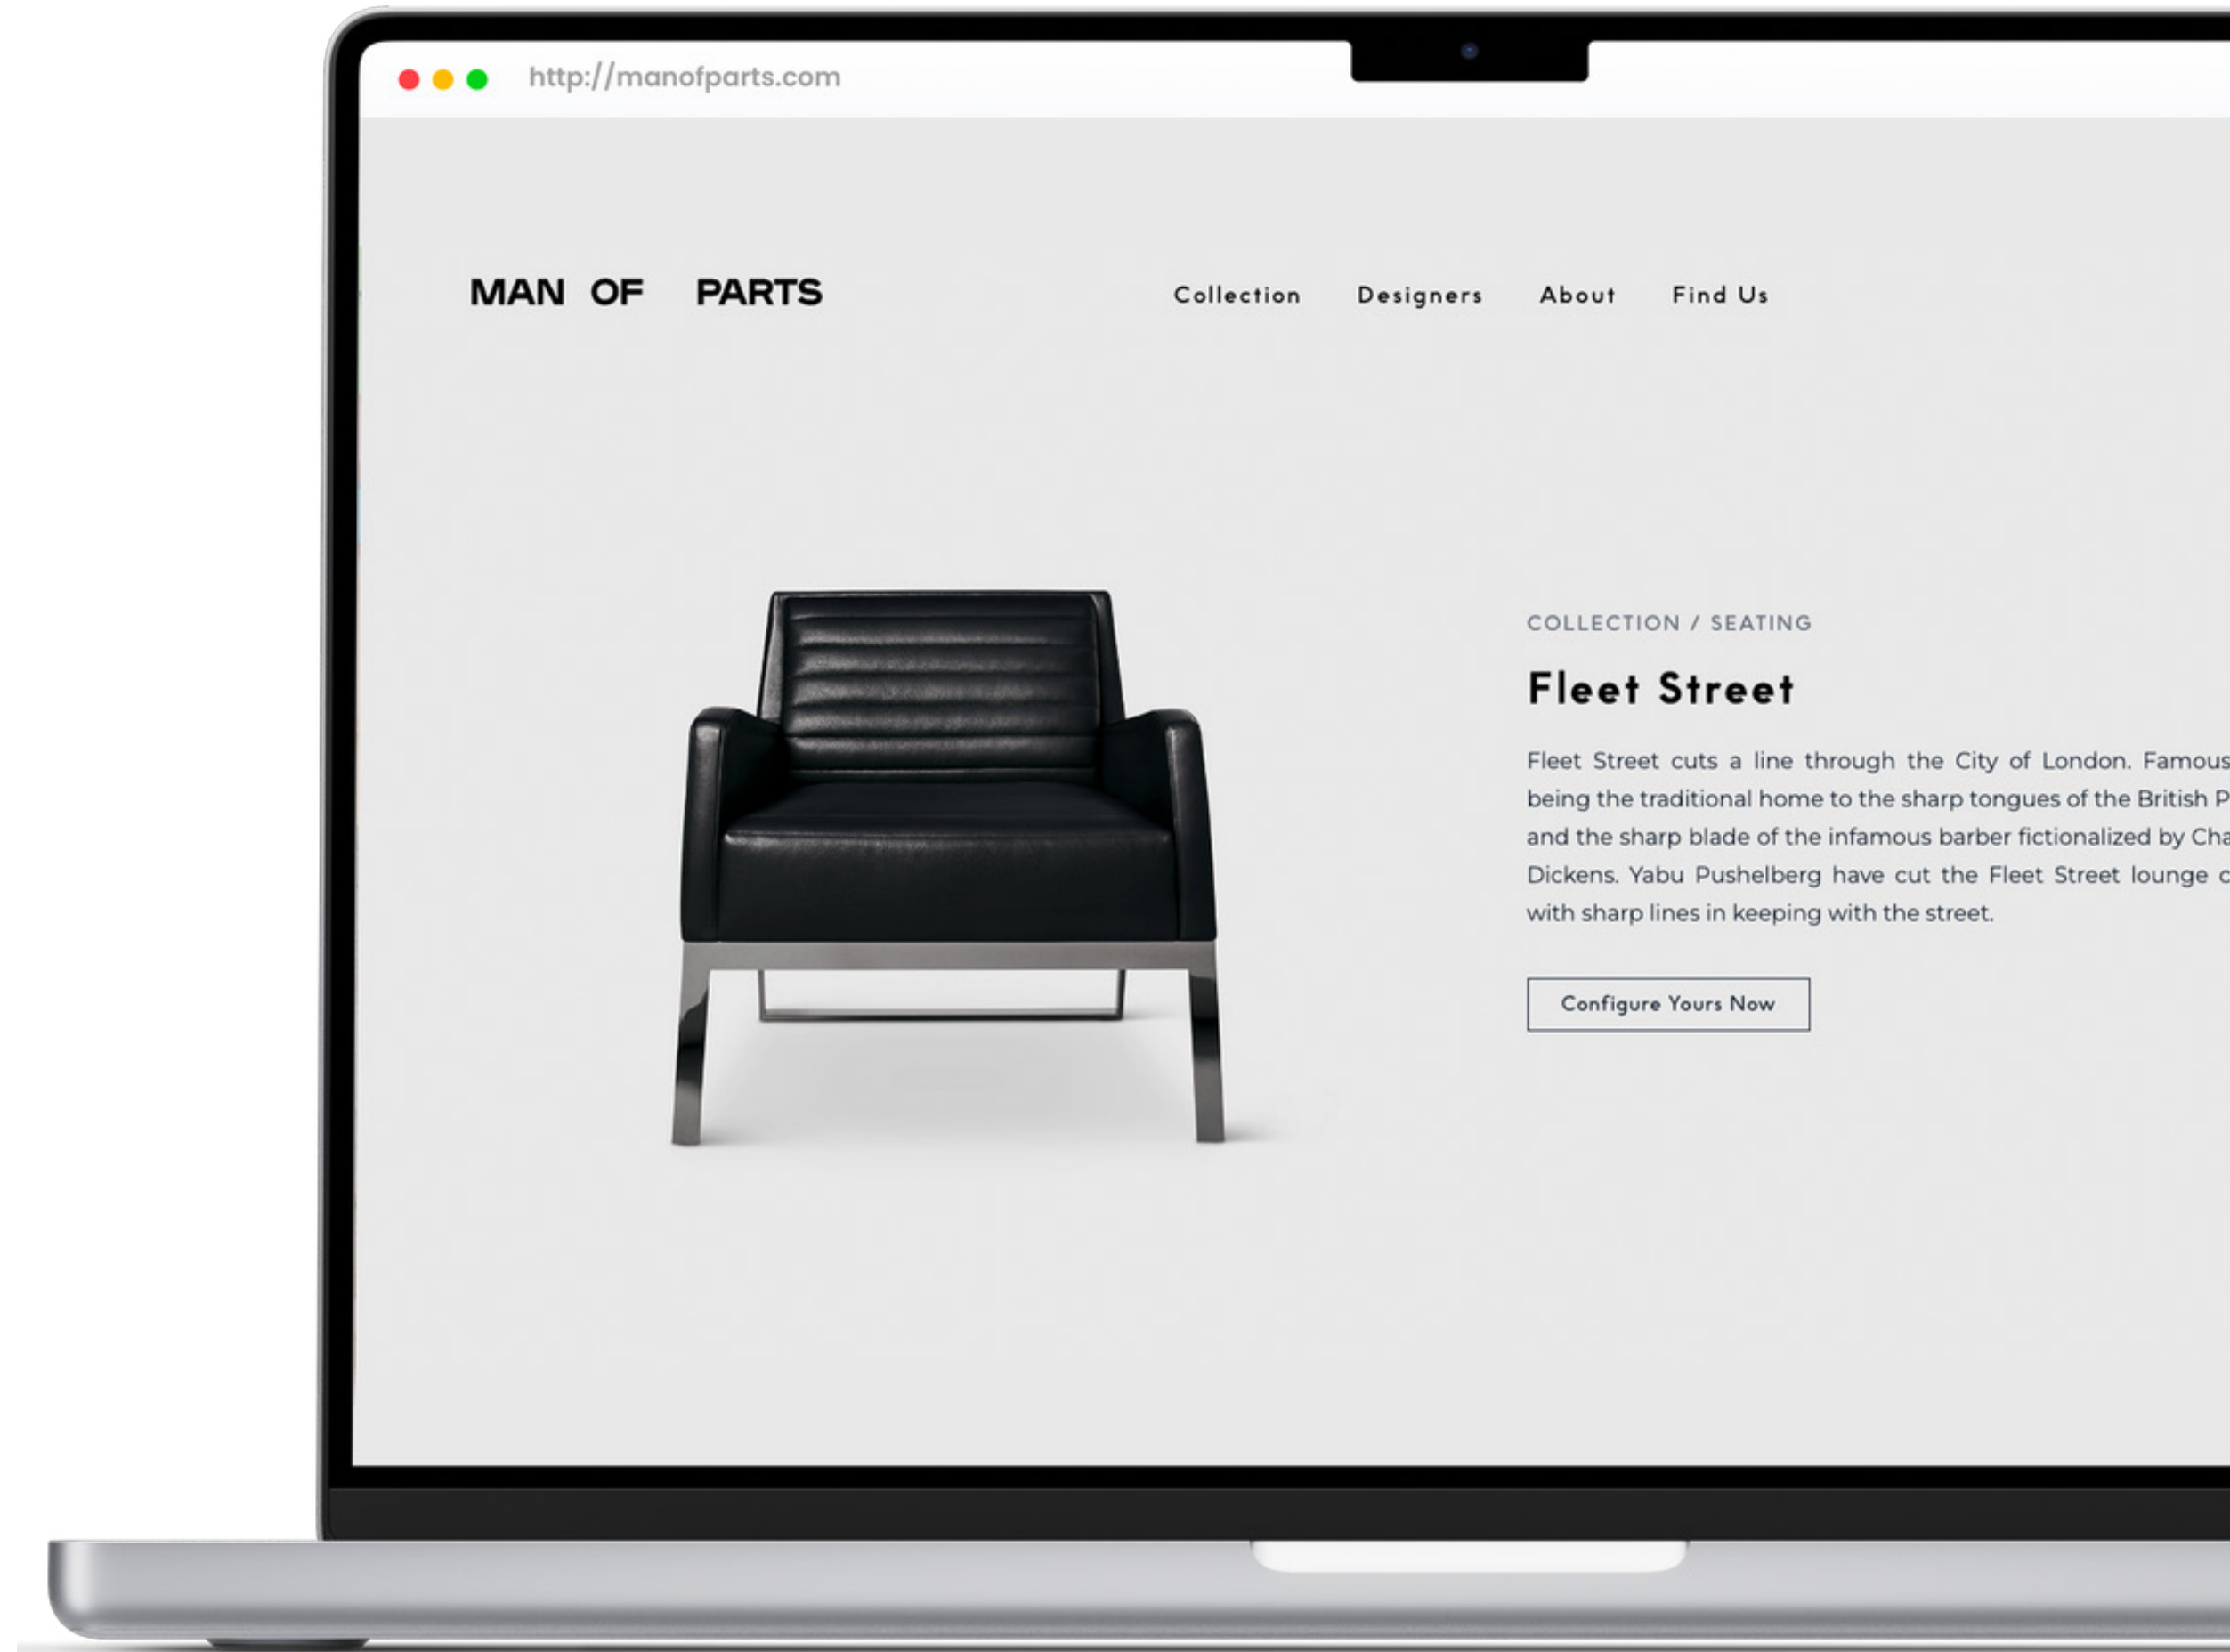 http://manofparts.com
MAN OF PARTS
Collection Designers About Find Us
COLLECTION / SEATING
Fleet Street
Fleet Street cuts a line through the City of London. Famous
being the traditional home to the sharp tongues of the British
and the sharp blade of the infamous barber fictionalized by
Dickens. Yabu Pushelberg have cut the Fleet Street lounge
with sharp lines in keeping with the street.
Configure Yours Now